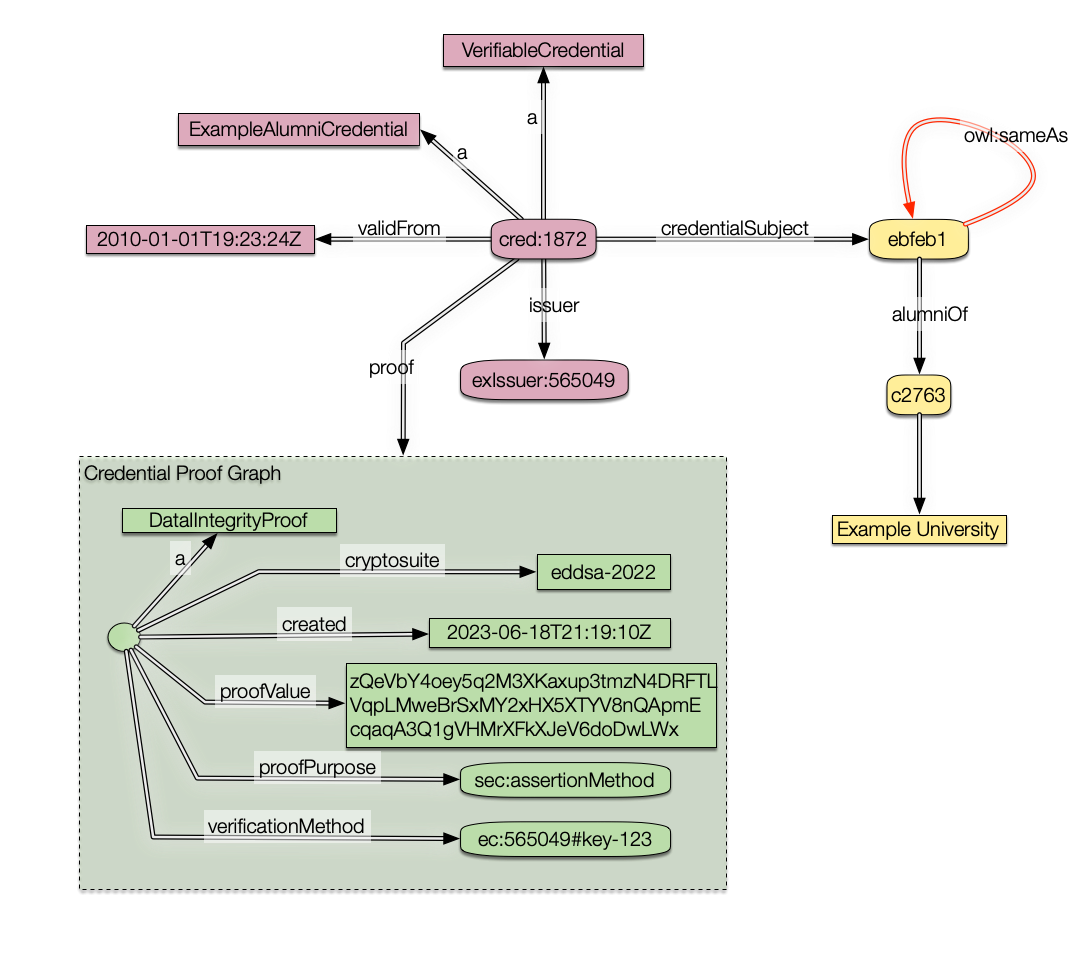 VerifiableCredential
ExampleAlumniCredential
a
a
owl:sameAs
2010-01-01T19:23:24Z
validFrom
cred:1872
credentialSubject
ebfeb1
issuer
alumniOf
proof
exIssuer:565049
c2763
Credential Proof Graph
Example University
DataIIntegrityProof
a
cryptosuite
eddsa-2022
created
2023-06-18T21:19:10Z
proofValue
zQeVbY4oey5q2M3XKaxup3tmzN4DRFTL
VqpLMweBrSxMY2xHX5XTYV8nQApmE
cqaqA3Q1gVHMrXFkXJeV6doDwLWx
proofPurpose
sec:assertionMethod
verificationMethod
ec:565049#key-123